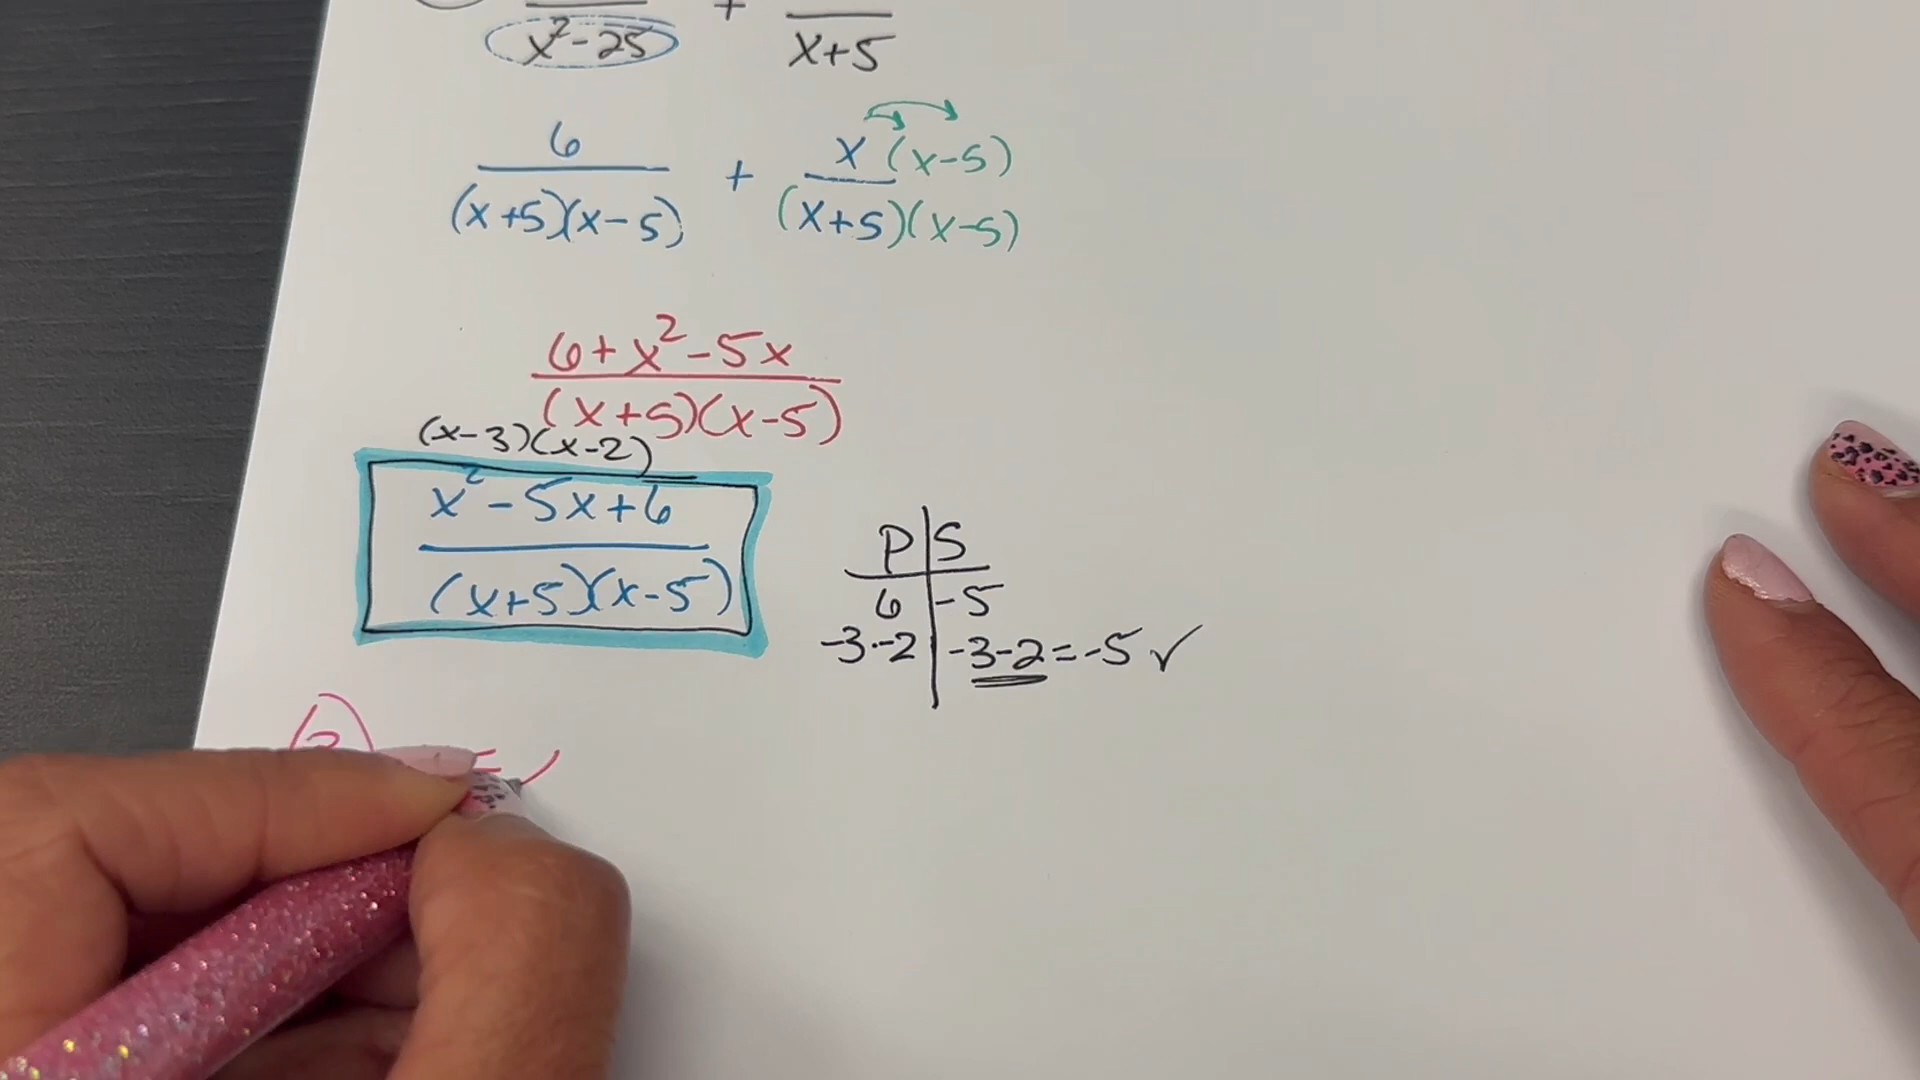 x²-25 + x+5
6 + x (x-5)
(x+5)(x-5) (x+5)(x-5)
6+x²-5x
(x+5)(x-5)
(x-3)(x-2)
x²-5x+6
(x+5)(x-5)
P S
6 -5
-3·-2 -3-2=-5 ✓